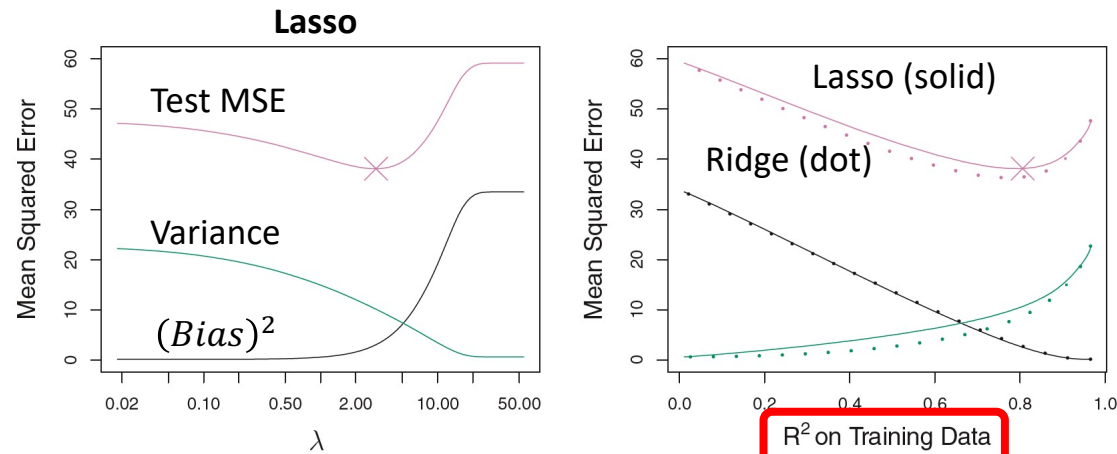 Lasso
Mean Squared Error
60
50
40
30
20
10
0
Test MSE
Variance
(Bias)²
0.02 0.10 0.50 2.00 10.00 50.00
λ
Mean Squared Error
60
50
40
30
20
10
0
Lasso (solid)
Ridge (dot)
0.0 0.2 0.4 0.6 0.8 1.0
R² on Training Data